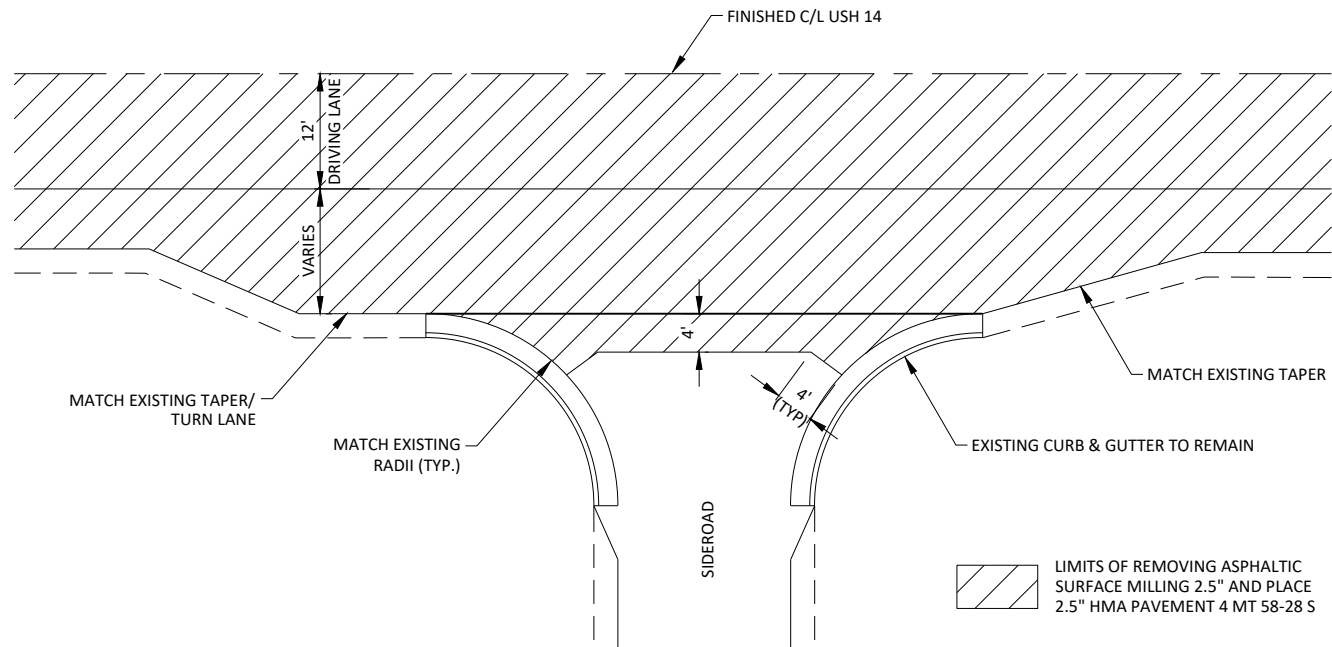 FINISHED C/L USH 14
12'
DRIVING LANE
VARIES
4'
4'
(TYP)
MATCH EXISTING TAPER
MATCH EXISTING TAPER/
TURN LANE
MATCH EXISTING
RADII (TYP.)
EXISTING CURB & GUTTER TO REMAIN
SIDEROAD
LIMITS OF REMOVING ASPHALTIC
SURFACE MILLING 2.5" AND PLACE
2.5" HMA PAVEMENT 4 MT 58-28 S